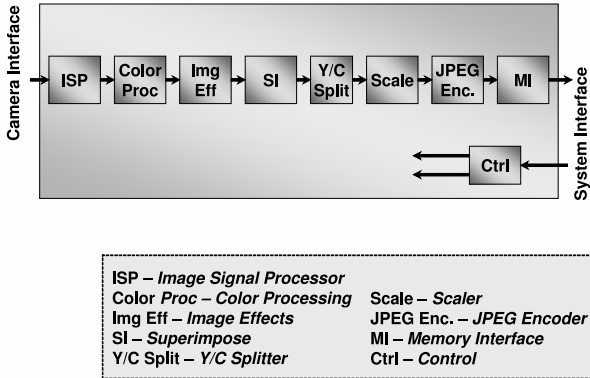 Camera Interface
ISP
Color
Proc
Img
Eff
SI
Y/C
Split
Scale
JPEG
Enc.
MI
Ctrl
System Interface
ISP – Image Signal Processor
Color Proc – Color Processing
Img Eff – Image Effects
SI – Superimpose
Y/C Split – Y/C Splitter
Scale – Scaler
JPEG Enc. – JPEG Encoder
MI – Memory Interface
Ctrl – Control